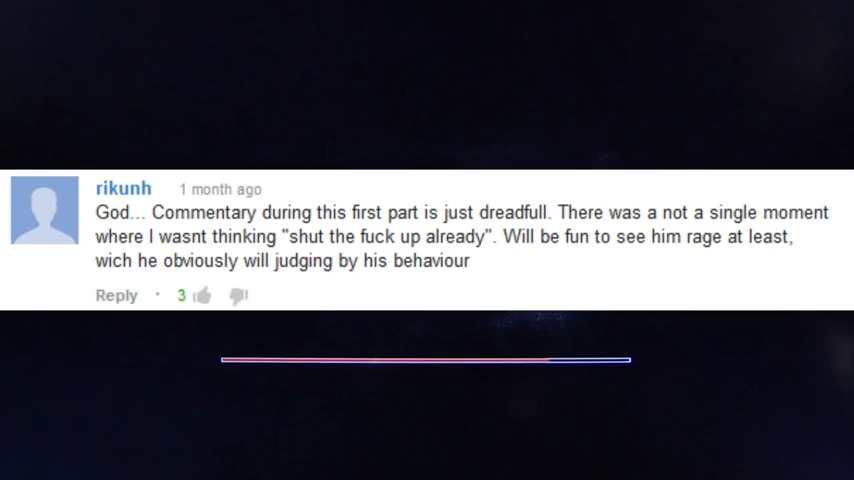 rikunh 1 month ago
God... Commentary during this first part is just dreadfull. There was a not a single moment
where I wasnt thinking "shut the fuck up already". Will be fun to see him rage at least,
wich he obviously will judging by his behaviour
Reply · 3